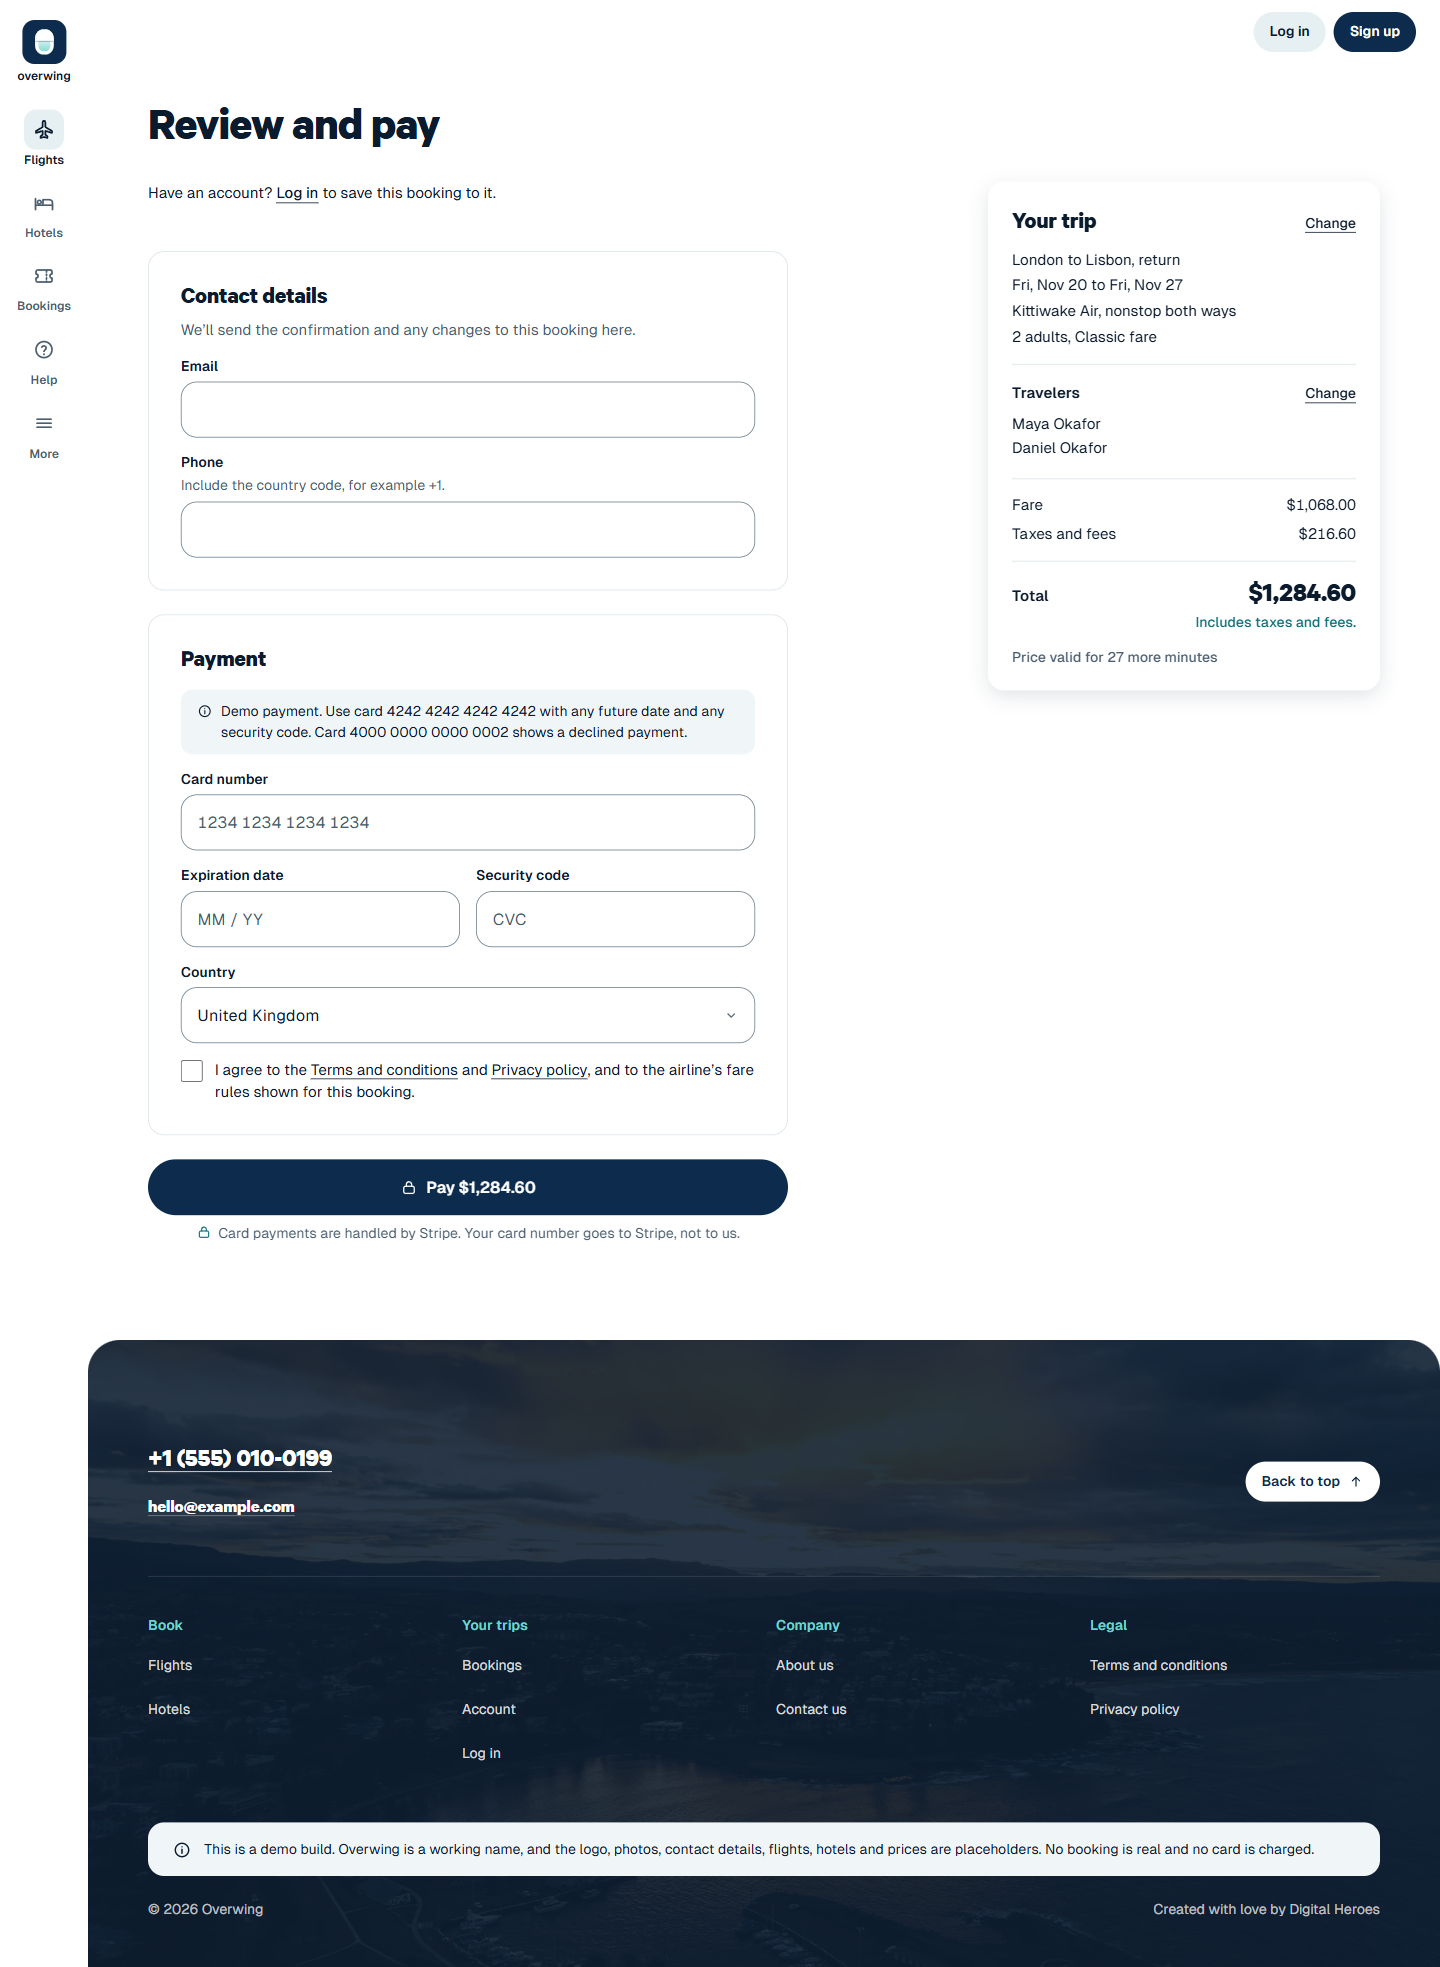 overwing
Flights
Hotels
Bookings
Help
More
Log in
Sign up
Review and pay
Have an account? Log in to save this booking to it.
Contact details
We'll send the confirmation and any changes to this booking here.
Email
Phone
Include the country code, for example +1.
Payment
Demo payment. Use card 4242 4242 4242 4242 with any future date and any
security code. Card 4000 0000 0000 0002 shows a declined payment.
Card number
1234 1234 1234 1234
Expiration date
Security code
MM / YY
CVC
Country
United Kingdom
I agree to the Terms and conditions and Privacy policy, and to the airline's fare
rules shown for this booking.
Pay $1,284.60
Card payments are handled by Stripe. Your card number goes to Stripe, not to us.
Your trip
Change
London to Lisbon, return
Fri, Nov 20 to Fri, Nov 27
Kittiwake Air, nonstop both ways
2 adults, Classic fare
Travelers
Change
Maya Okafor
Daniel Okafor
Fare
$1,068.00
Taxes and fees
$216.60
Total
$1,284.60
Includes taxes and fees.
Price valid for 27 more minutes
+1 (555) 010-0199
hello@example.com
Back to top
Book
Flights
Hotels
Your trips
Bookings
Account
Log in
Company
About us
Contact us
Legal
Terms and conditions
Privacy policy
This is a demo build. Overwing is a working name, and the logo, photos, contact details, flights, hotels and prices are placeholders. No booking is real and no card is charged.
© 2026 Overwing
Created with love by Digital Heroes